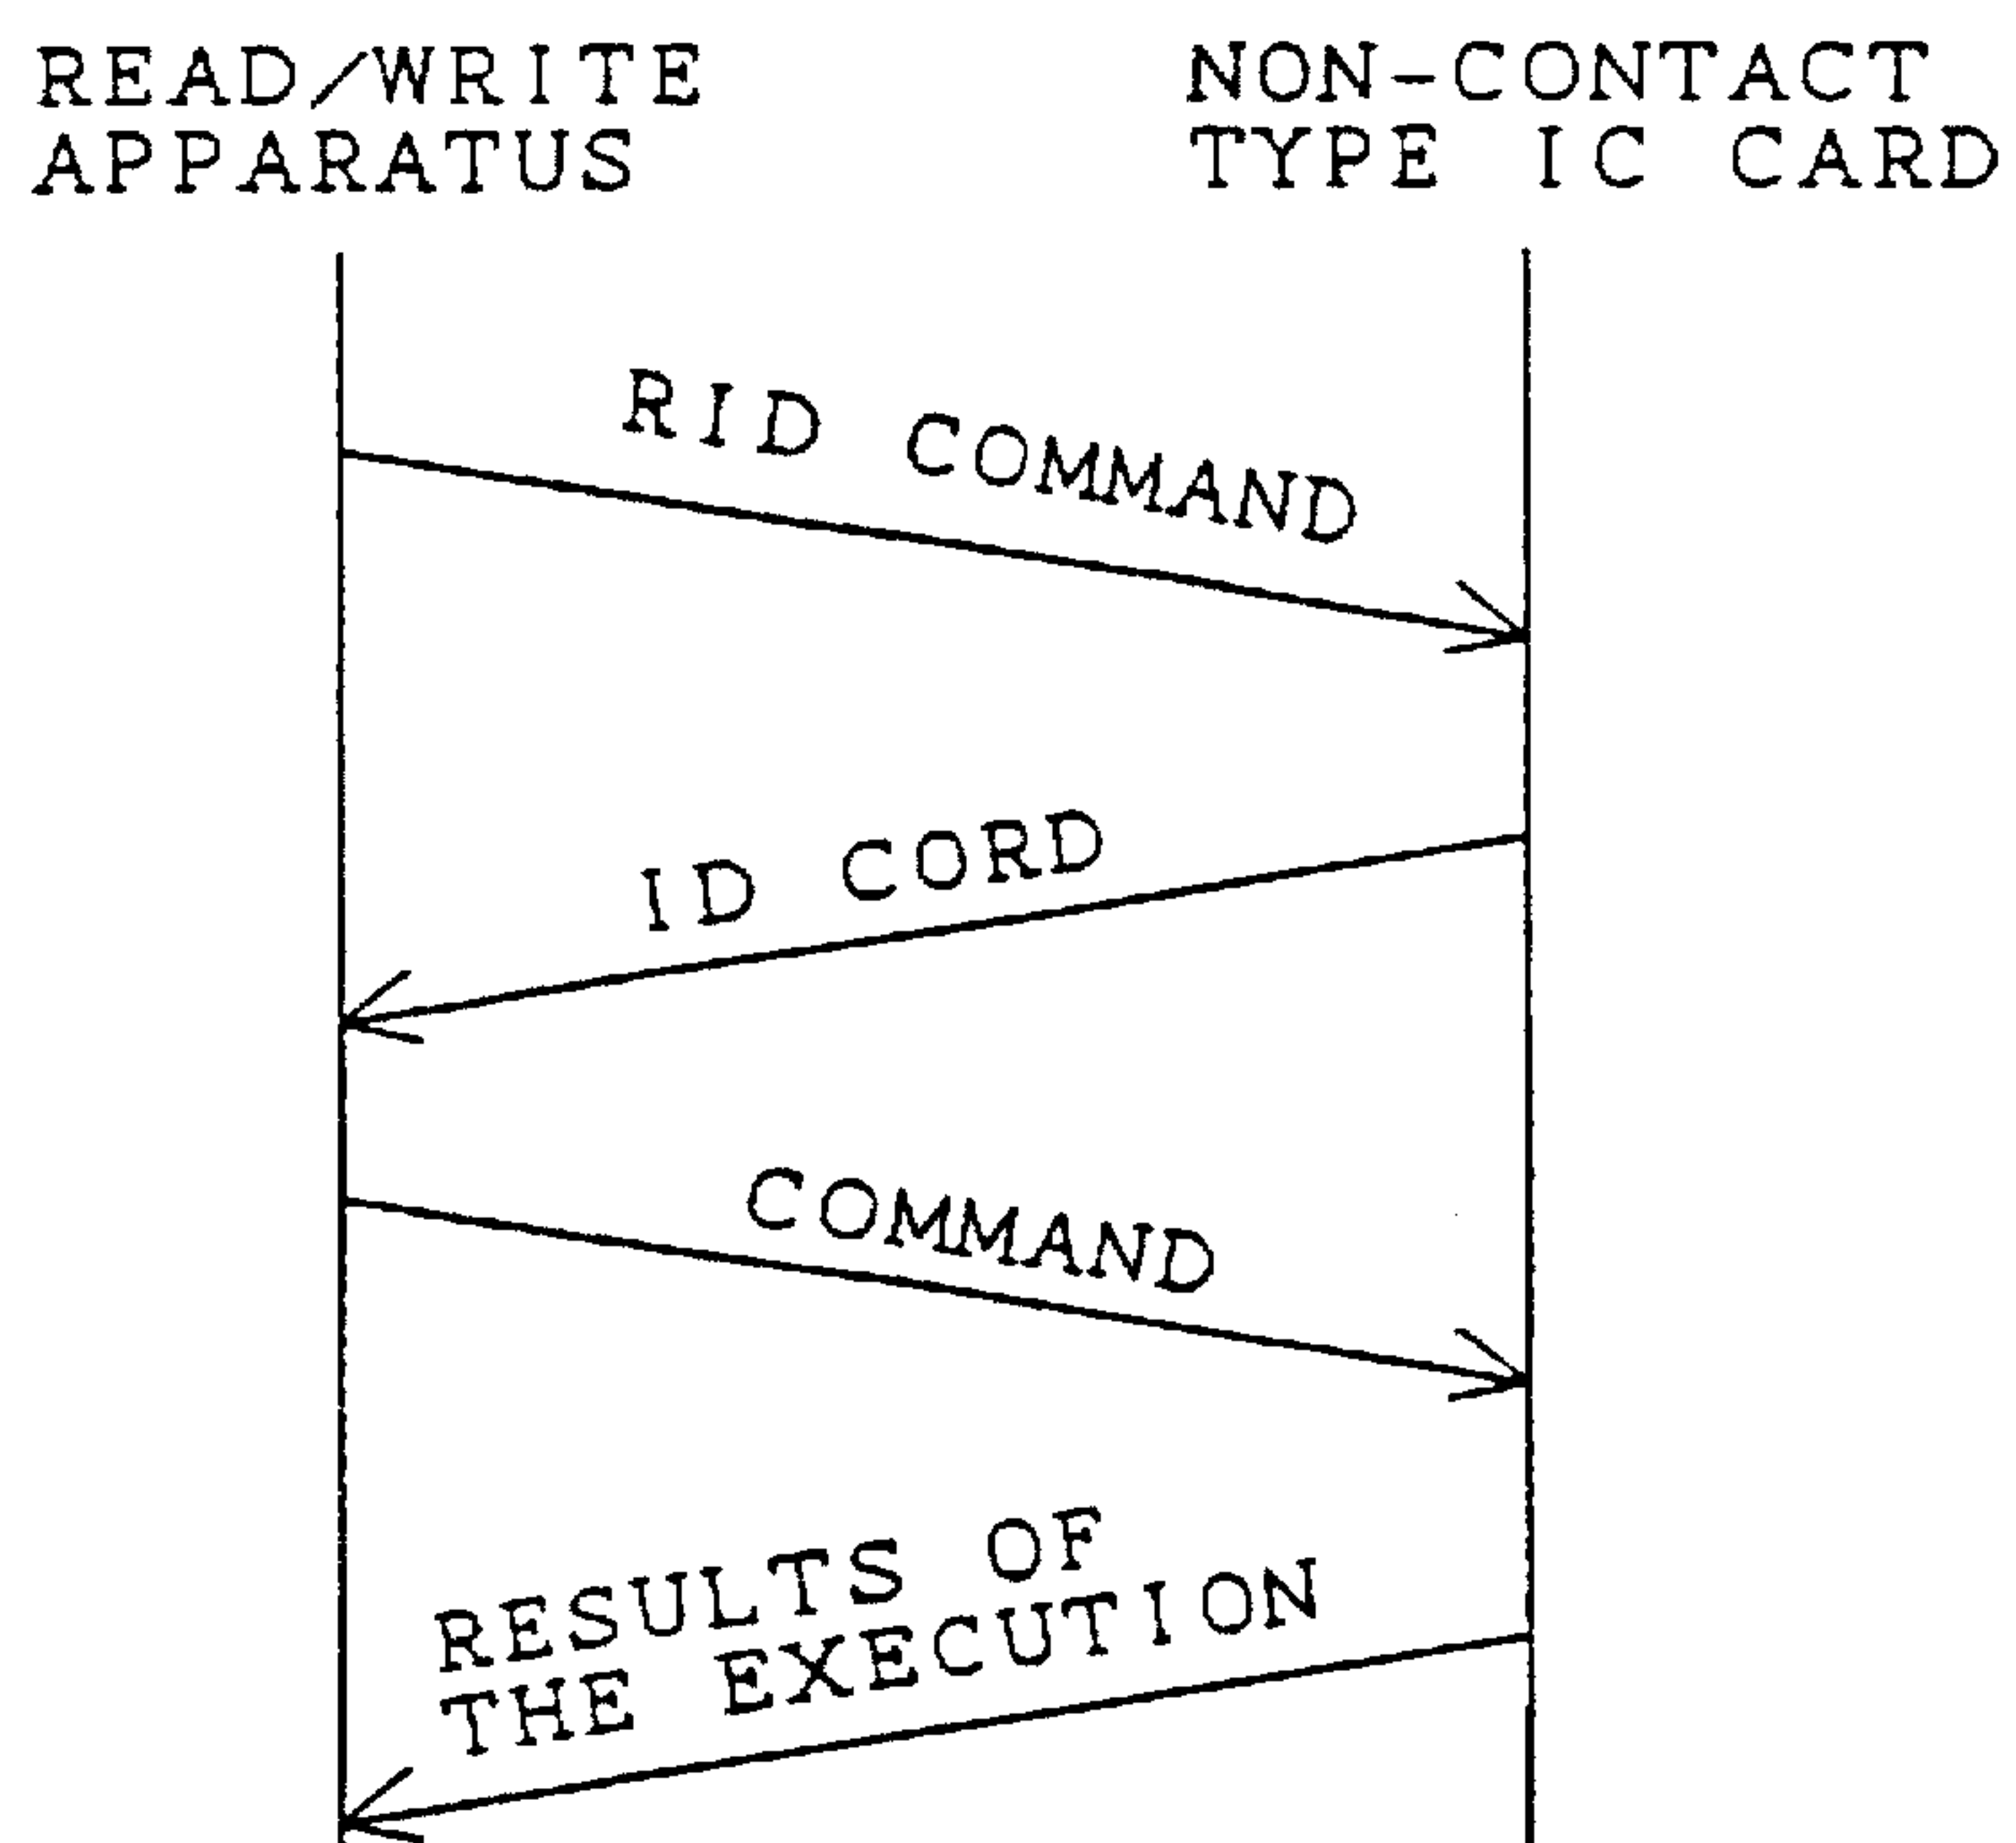 READ/WRITE
APPARATUS
NON-CONTACT
TYPE IC CARD
RID COMMAND
ID CORD
COMMAND
RESULTS OF
THE EXECUTION